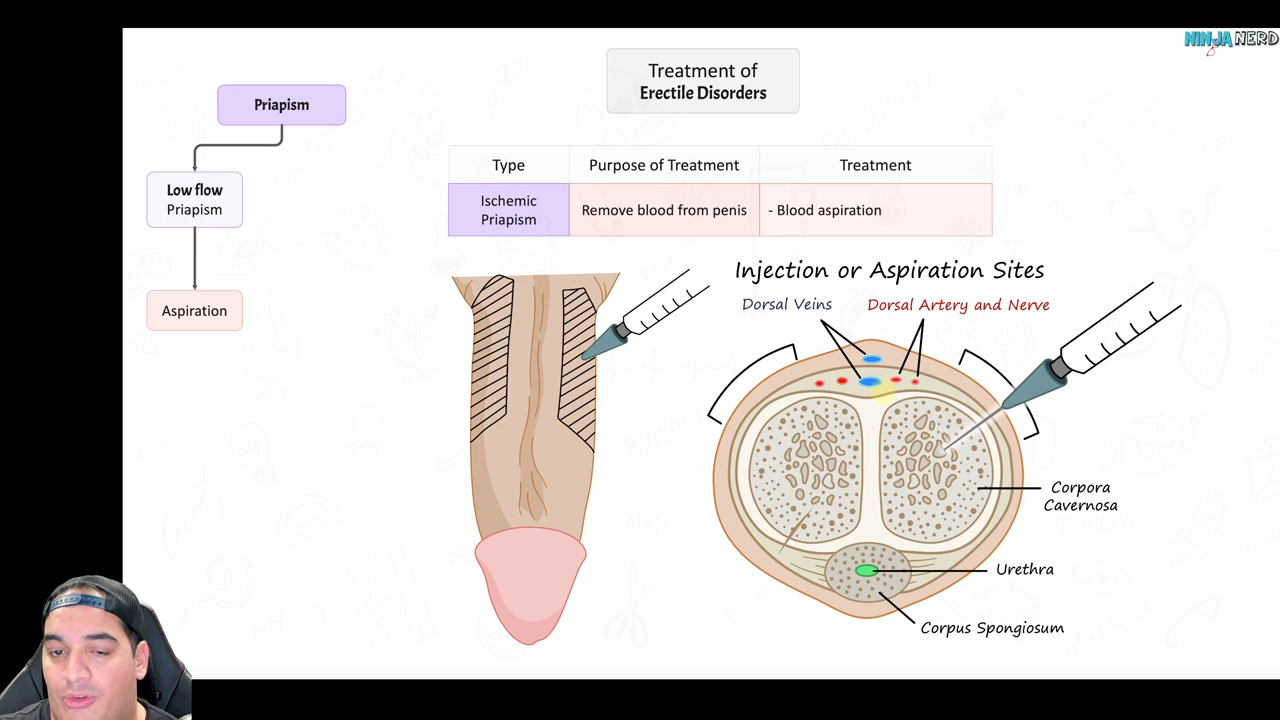 NINJA NERD
Treatment of
Erectile Disorders
Priapism
Low flow
Priapism
Aspiration
Type
Purpose of Treatment
Treatment
Ischemic
Priapism
Remove blood from penis
- Blood aspiration
Injection or Aspiration Sites
Dorsal Veins
Dorsal Artery and Nerve
Corpora
Cavernosa
Urethra
Corpus Spongiosum